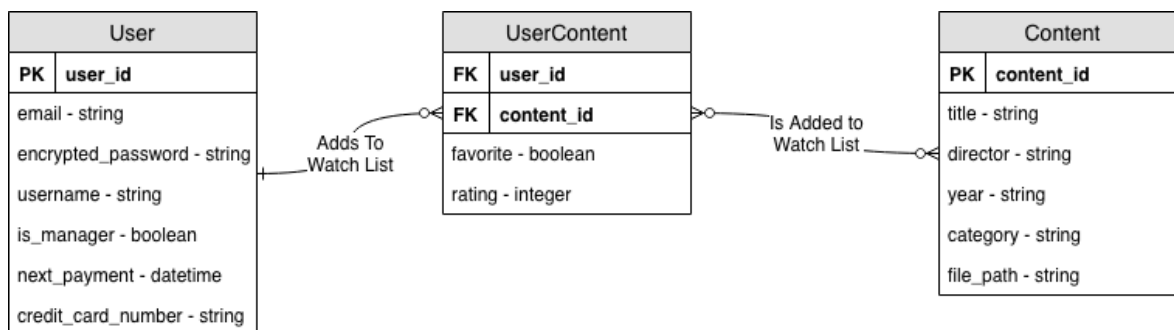 User
PK user_id
email - string
encrypted_password - string
username - string
is_manager - boolean
next_payment - datetime
credit_card_number - string
Adds To
Watch List
UserContent
FK user_id
FK content_id
favorite - boolean
rating - integer
Is Added to
Watch List
Content
PK content_id
title - string
director - string
year - string
category - string
file_path - string